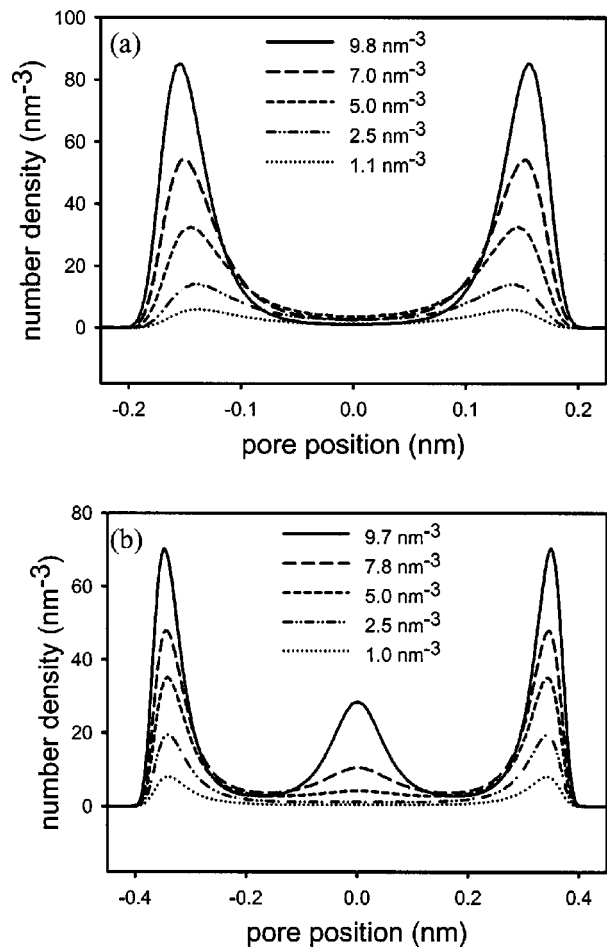 (a)
9.8 nm-3
7.0 nm-3
5.0 nm-3
2.5 nm-3
1.1 nm-3
number density (nm-3)
100
80
60
40
20
0
-0.2 -0.1 0.0 0.1 0.2
pore position (nm)
(b)
9.7 nm-3
7.8 nm-3
5.0 nm-3
2.5 nm-3
1.0 nm-3
number density (nm-3)
80
60
40
20
0
-0.4 -0.2 0.0 0.2 0.4
pore position (nm)